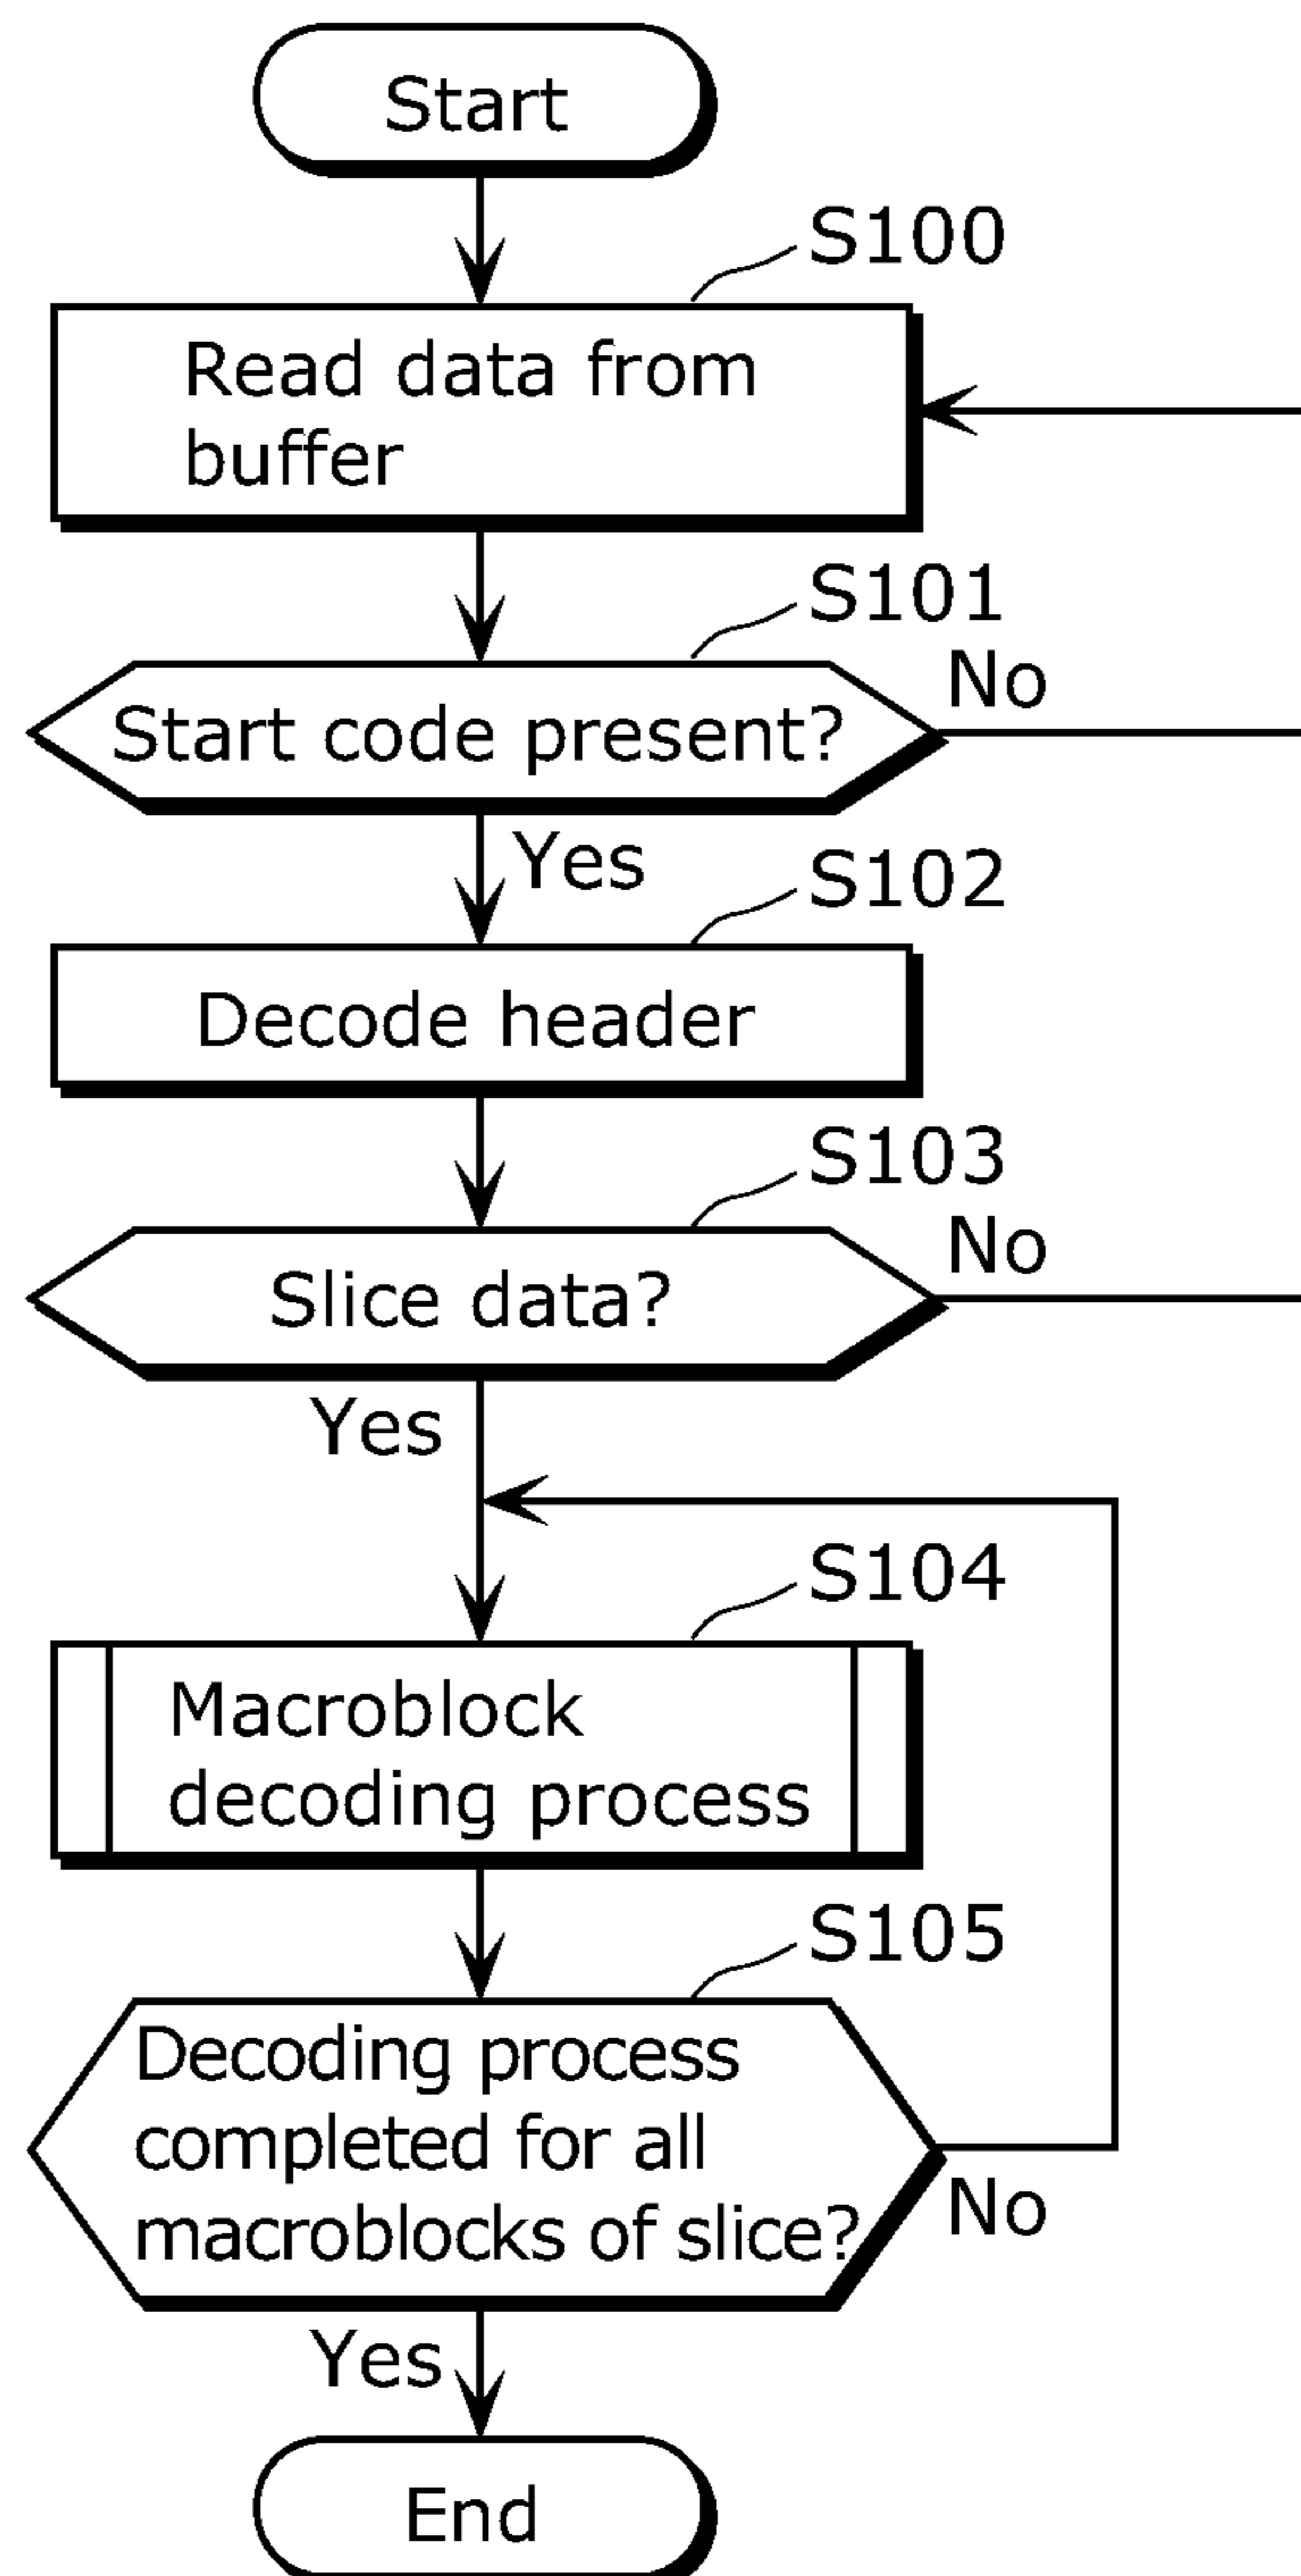 Start
S100
Read data from
buffer
S101
Start code present?
No
Yes
S102
Decode header
S103
Slice data?
No
Yes
S104
Macroblock
decoding process
S105
Decoding process
completed for all
macroblocks of slice?
No
Yes
End